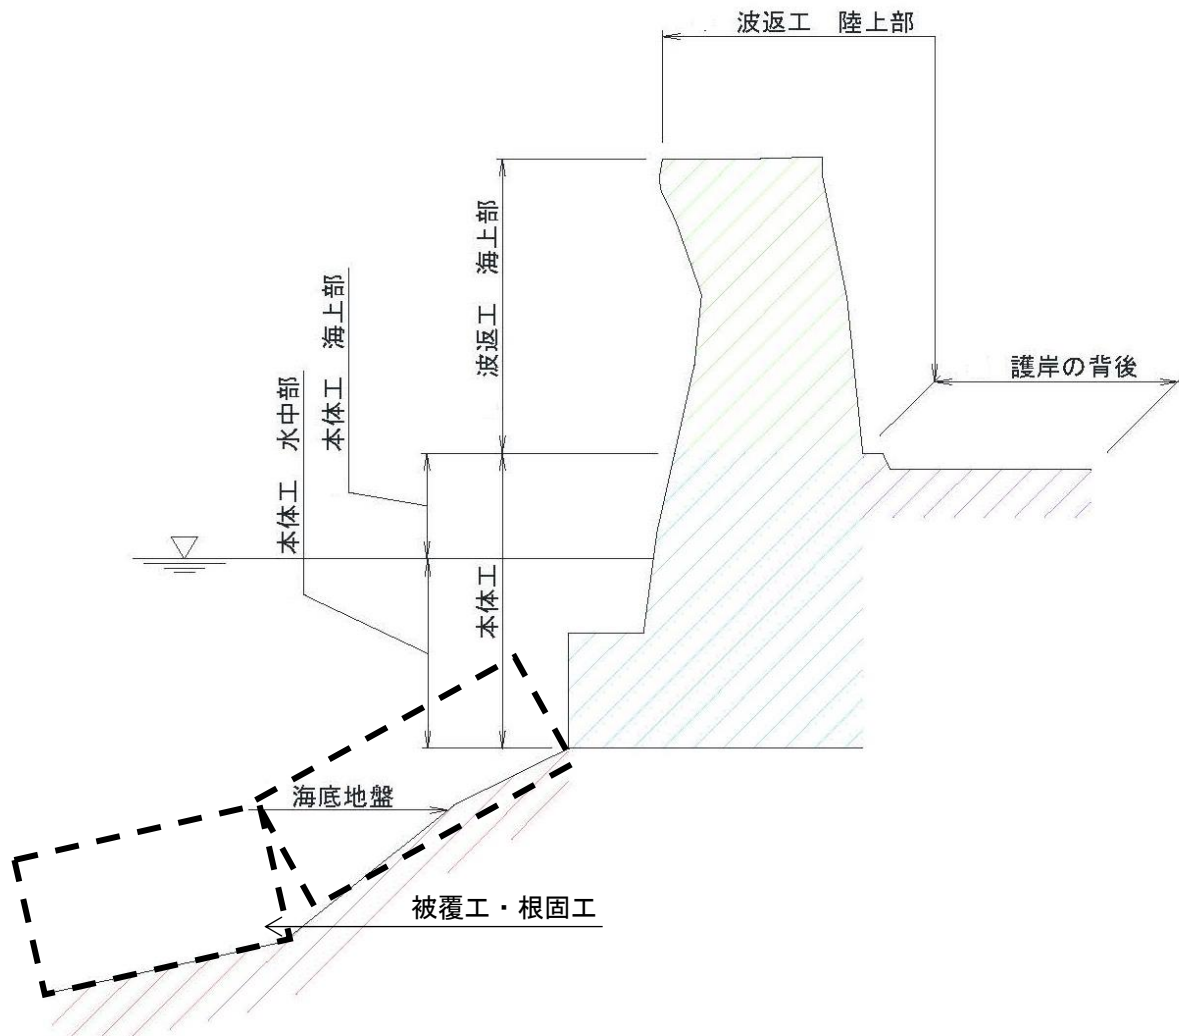 波返工　陸上部
波返工　海上部
本体工　海上部
本体工　水中部
護岸の背後
本体工
海底地盤
被覆工・根固工